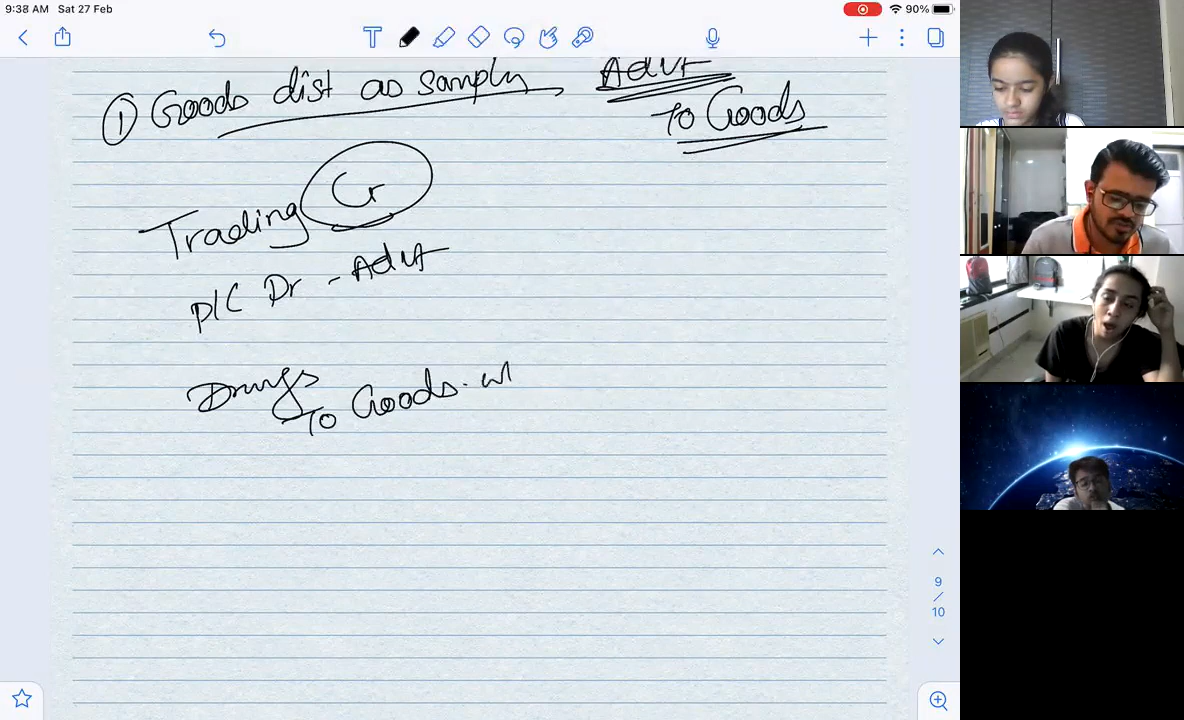 9:38 AM Sat 27 Feb
90%
Advt
① Goods dist as sample
To Goods
Trading Cr
P/L Dr - Advt
Drugs
To Goods. w/
9
/
10